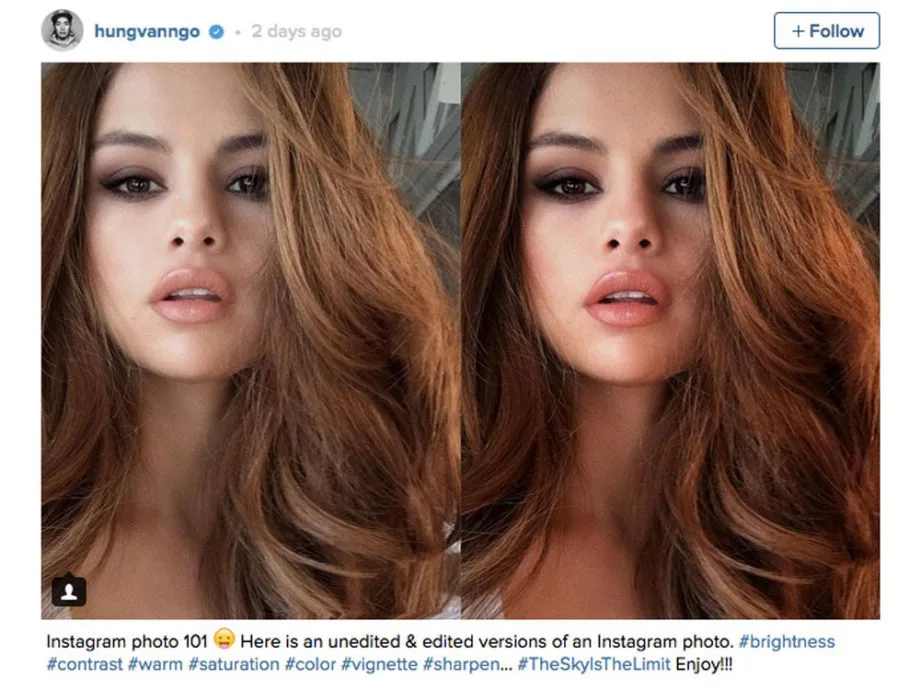 hungvanngo • 2 days ago
+ Follow
Instagram photo 101 😛 Here is an unedited & edited versions of an Instagram photo. #brightness
#contrast #warm #saturation #color #vignette #sharpen... #TheSkyIsTheLimit Enjoy!!!